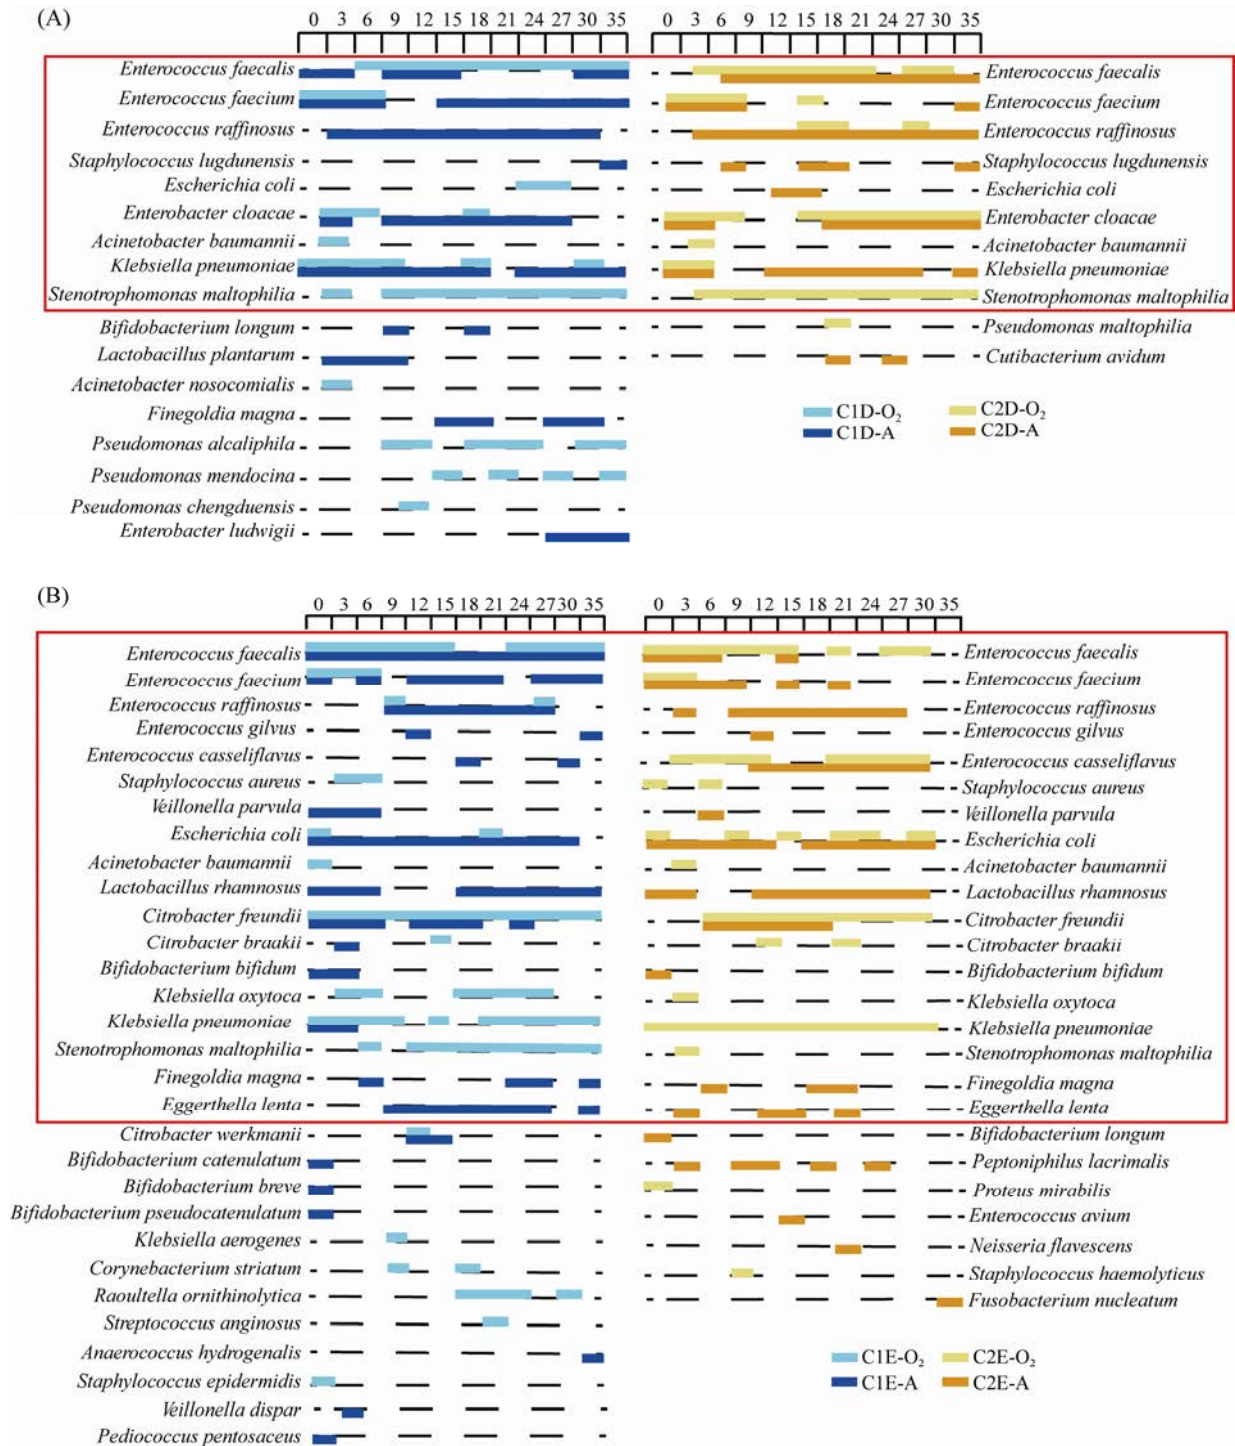 (A)
0 3 6 9 12 15 18 21 24 27 30 35
0 3 6 9 12 15 18 21 24 30 35
Enterococcus faecalis Enterococcus faecalis
Enterococcus faecium Enterococcus faecium
Enterococcus raffinosus Enterococcus raffinosus
Staphylococcus lugdunensis Staphylococcus lugdunensis
Escherichia coli Escherichia coli
Enterobacter cloacae Enterobacter cloacae
Acinetobacter baumannii Acinetobacter baumannii
Klebsiella pneumoniae Klebsiella pneumoniae
Stenotrophomonas maltophilia Stenotrophomonas maltophilia
Bifidobacterium longum Pseudomonas maltophilia
Lactobacillus plantarum Cutibacterium avidum
Acinetobacter nosocomialis
Finegoldia magna
Pseudomonas alcaliphila
Pseudomonas mendocina
Pseudomonas chengduensis
Enterobacter ludwigii
C1D-O₂ C2D-O₂
C1D-A C2D-A
(B)
0 3 6 9 12 15 18 21 24 27 30 35
0 3 6 9 12 15 18 21 24 30 35
Enterococcus faecalis Enterococcus faecalis
Enterococcus faecium Enterococcus faecium
Enterococcus raffinosus Enterococcus raffinosus
Enterococcus gilvus Enterococcus gilvus
Enterococcus casseliflavus Enterococcus casseliflavus
Staphylococcus aureus Staphylococcus aureus
Veillonella parvula Veillonella parvula
Escherichia coli Escherichia coli
Acinetobacter baumannii Acinetobacter baumannii
Lactobacillus rhamnosus Lactobacillus rhamnosus
Citrobacter freundii Citrobacter freundii
Citrobacter braakii Citrobacter braakii
Bifidobacterium bifidum Bifidobacterium bifidum
Klebsiella oxytoca Klebsiella oxytoca
Klebsiella pneumoniae Klebsiella pneumoniae
Stenotrophomonas maltophilia Stenotrophomonas maltophilia
Finegoldia magna Finegoldia magna
Eggerthella lenta Eggerthella lenta
Citrobacter werkmanii Bifidobacterium longum
Bifidobacterium catenulatum Peptoniphilus lacrimalis
Bifidobacterium breve Proteus mirabilis
Bifidobacterium pseudocatenulatum Enterococcus avium
Klebsiella aerogenes Neisseria flavescens
Corynebacterium striatum Staphylococcus haemolyticus
Raoultella ornithinolytica Fusobacterium nucleatum
Streptococcus anginosus
Anaerococcus hydrogenalis
Staphylococcus epidermidis
Veillonella dispar
Pediococcus pentosaceus
C1E-O₂ C2E-O₂
C1E-A C2E-A